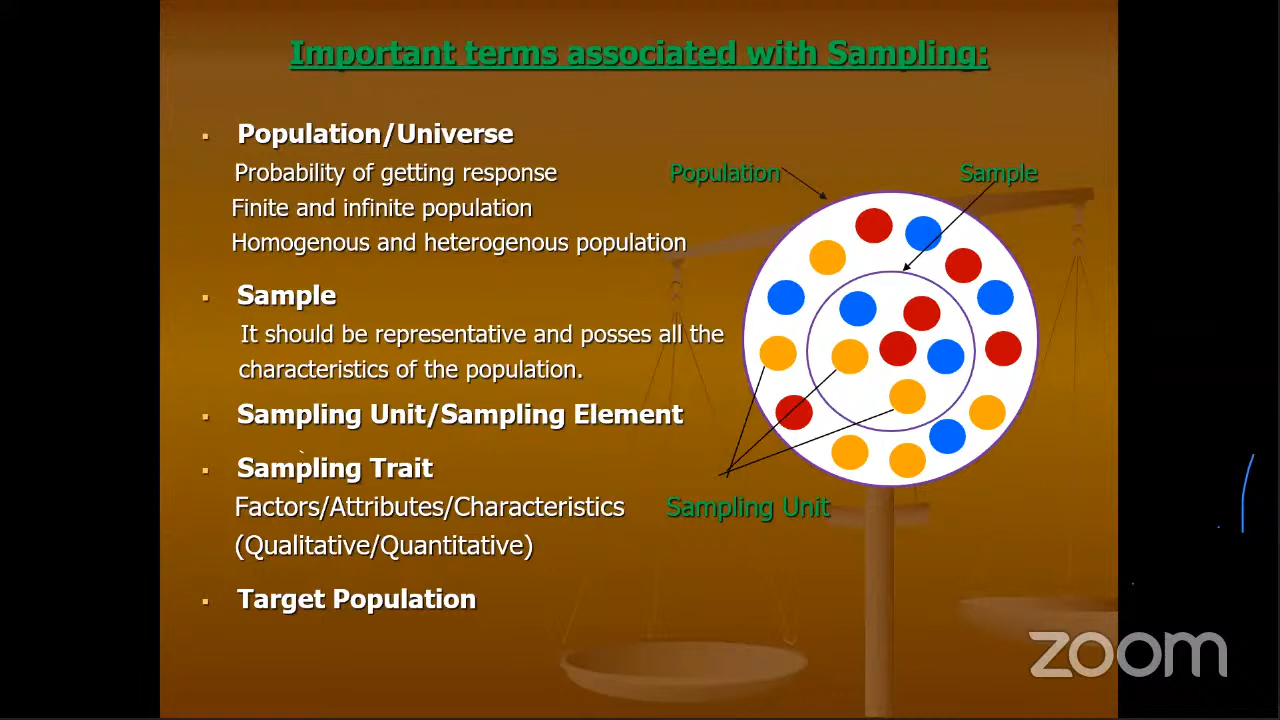 Important terms associated with Sampling:
▪ Population/Universe
Probability of getting response
Finite and infinite population
Homogenous and heterogenous population
▪ Sample
It should be representative and posses all the
characteristics of the population.
▪ Sampling Unit/Sampling Element
▪ Sampling Trait
Factors/Attributes/Characteristics
(Qualitative/Quantitative)
▪ Target Population
Population
Sample
Sampling Unit
zoom